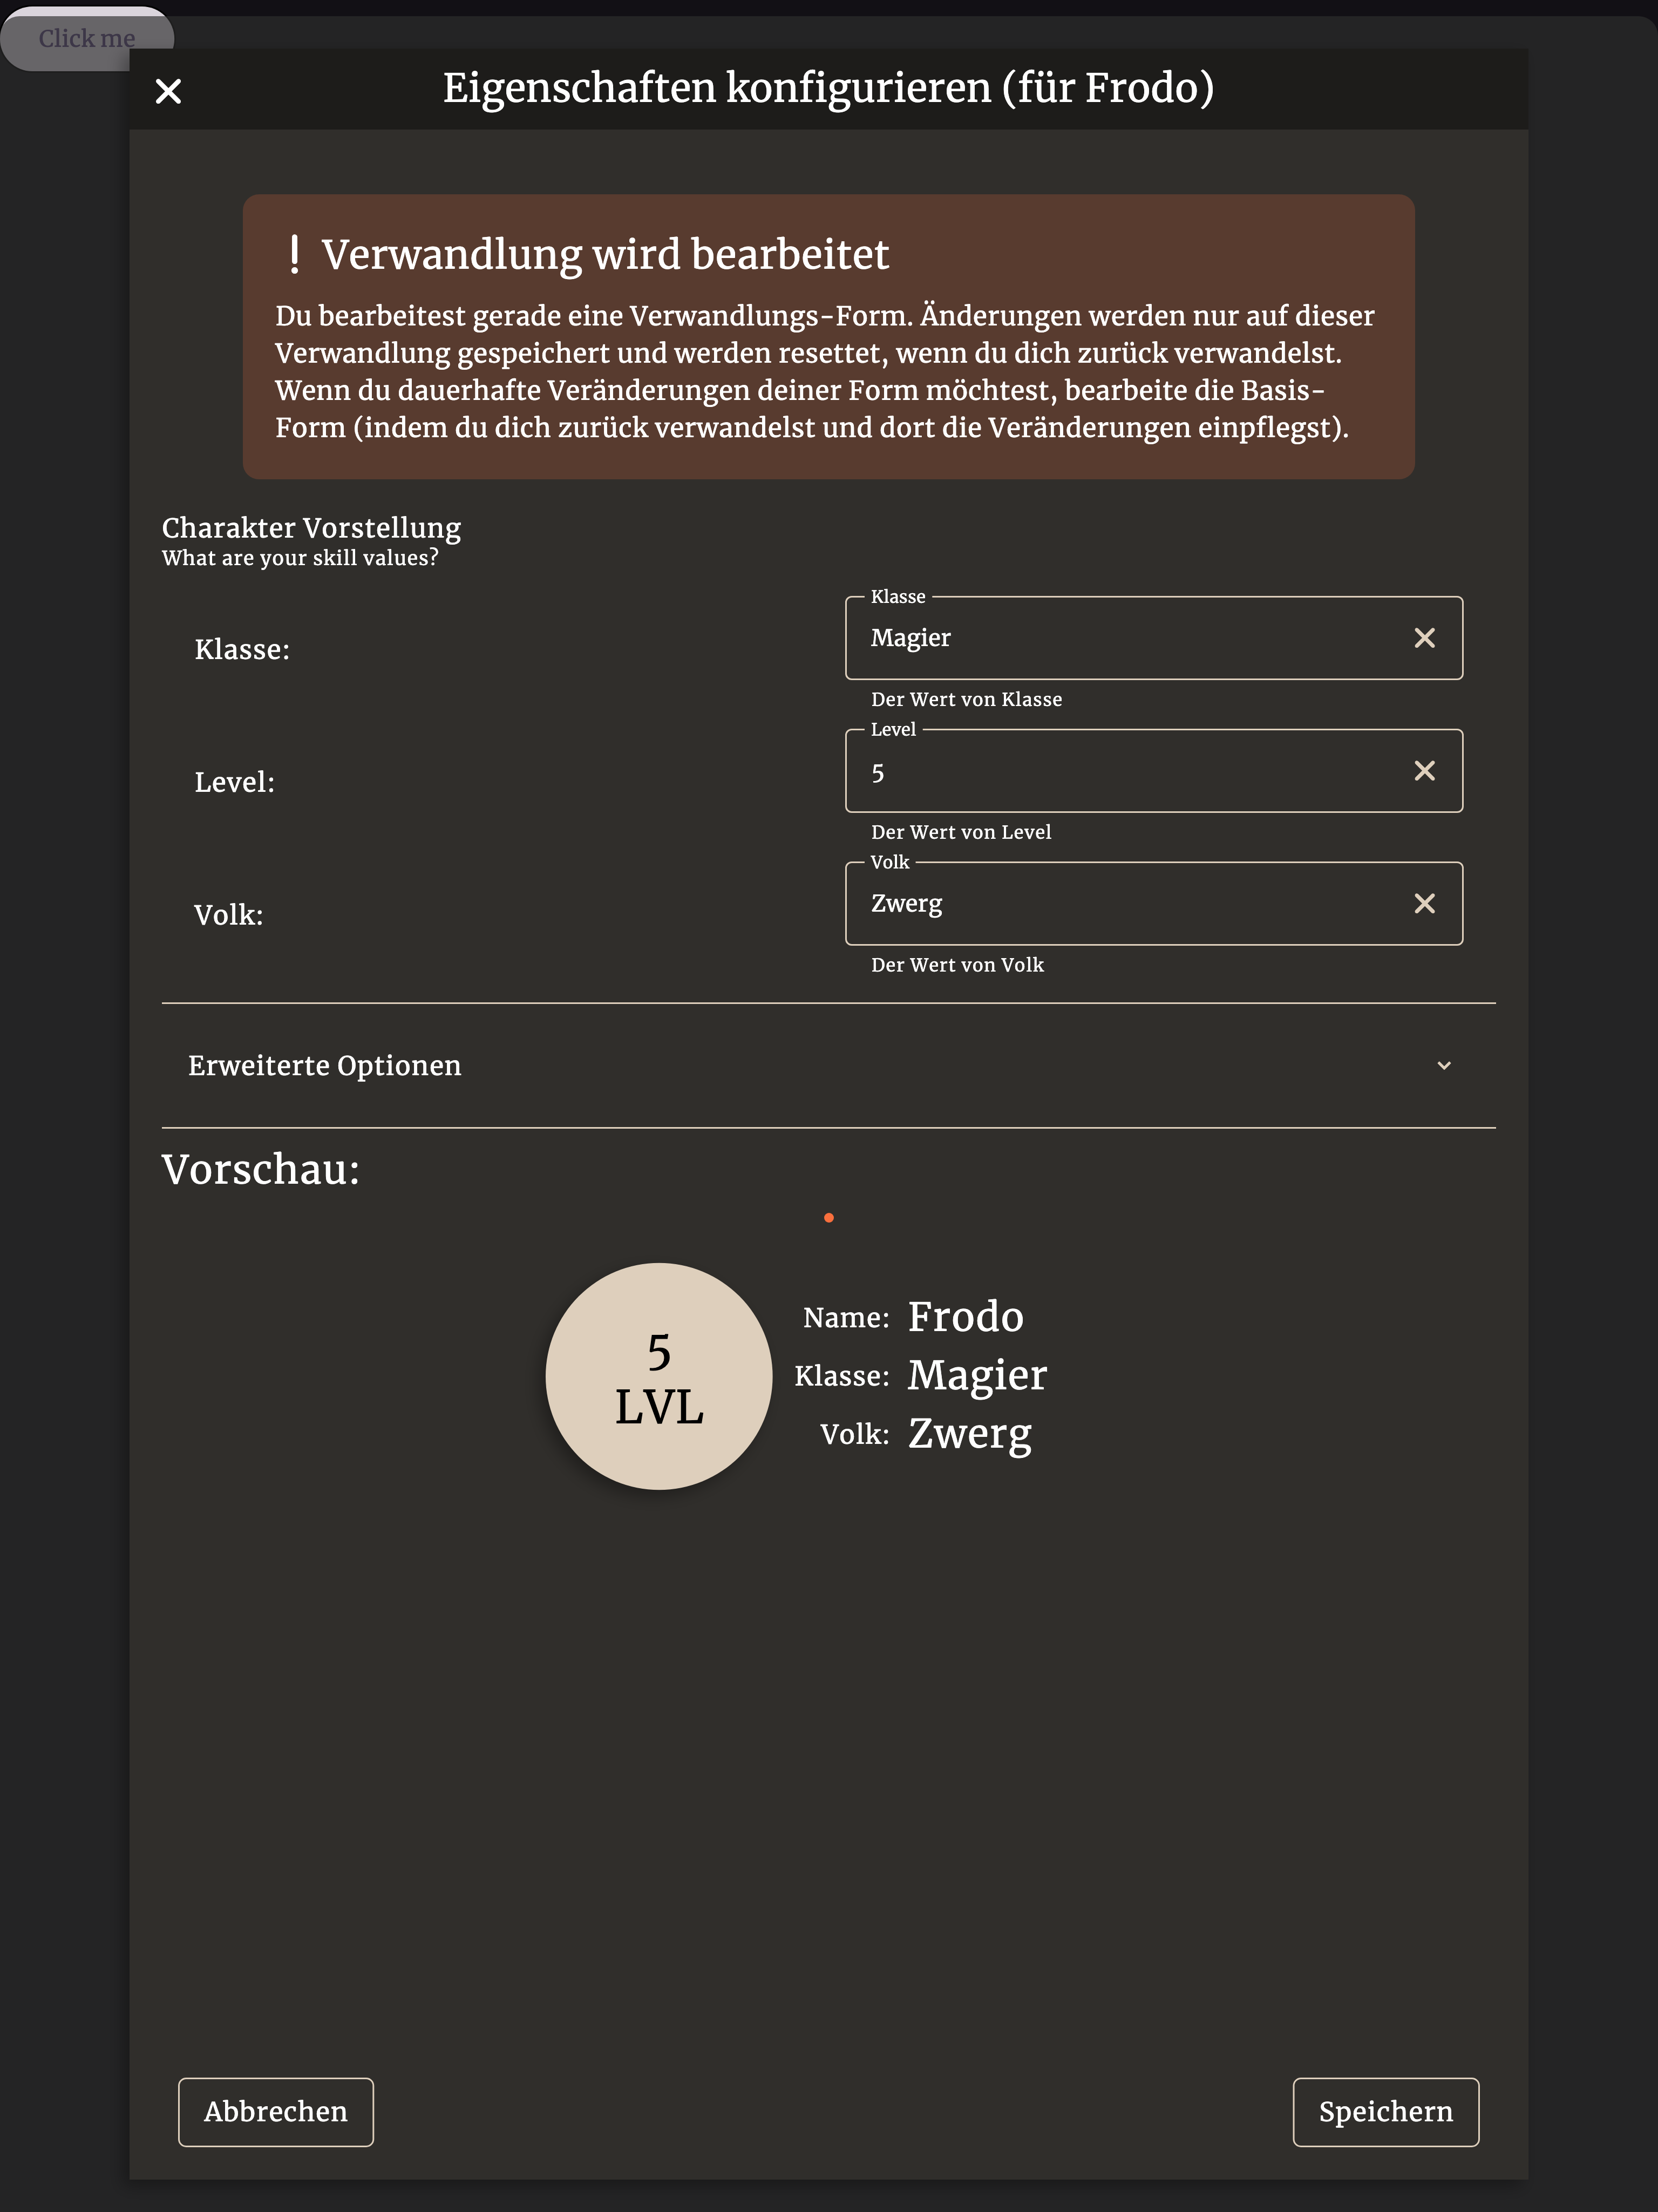 Click me
Eigenschaften konfigurieren (für Frodo)
! Verwandlung wird bearbeitet
Du bearbeitest gerade eine Verwandlungs-Form. Änderungen werden nur auf dieser
Verwandlung gespeichert und werden resettet, wenn du dich zurück verwandelst.
Wenn du dauerhafte Veränderungen deiner Form möchtest, bearbeite die Basis-
Form (indem du dich zurück verwandelst und dort die Veränderungen einpflegst).
Charakter Vorstellung
What are your skill values?
Klasse
Klasse:
Magier
Der Wert von Klasse
Level
Level:
5
Der Wert von Level
Volk
Volk:
Zwerg
Der Wert von Volk
Erweiterte Optionen
Vorschau:
5
LVL
Name: Frodo
Klasse: Magier
Volk: Zwerg
Abbrechen
Speichern